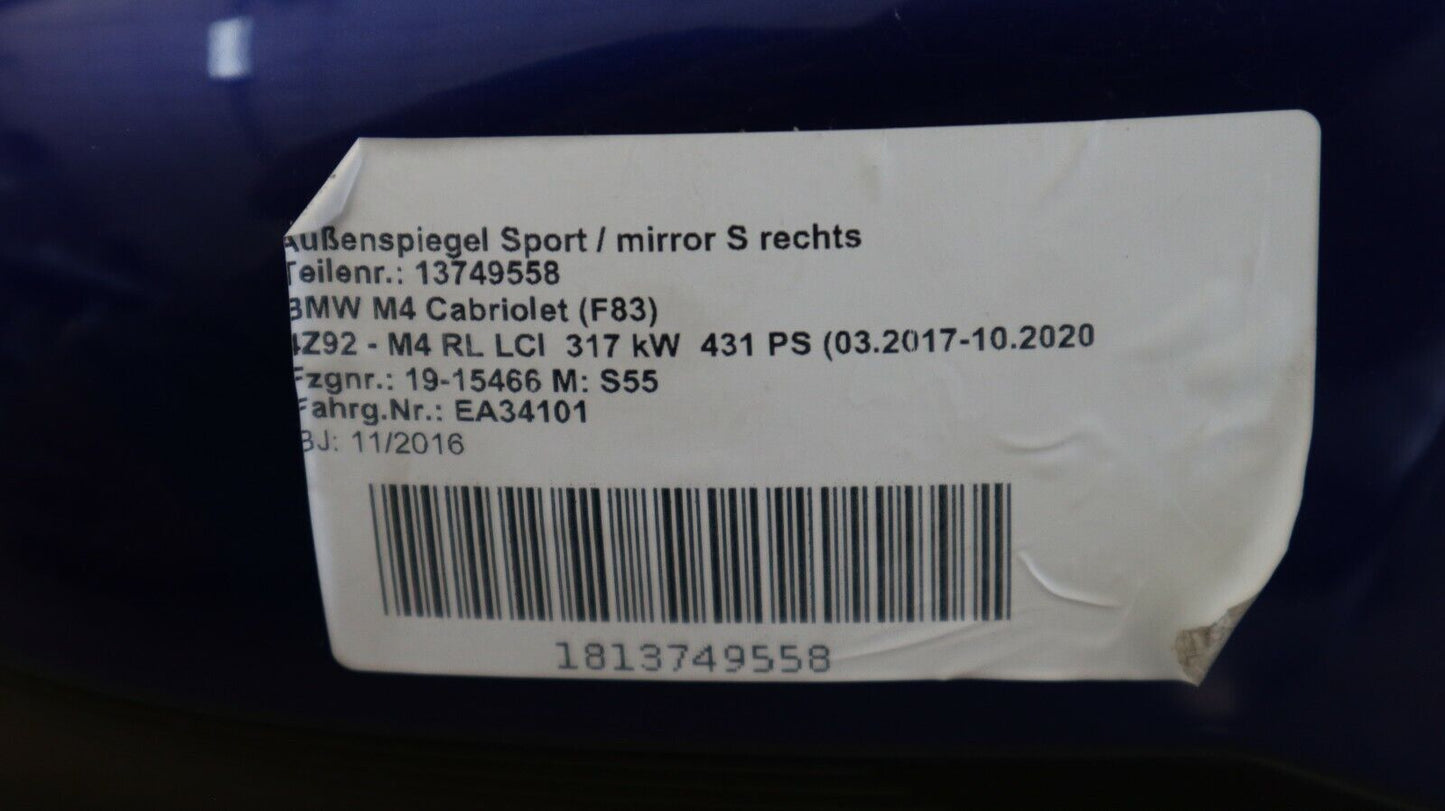 Außenspiegel Sport / mirror S rechts
Teilenr.: 13749558
BMW M4 Cabriolet (F83)
4Z92 - M4 RL LCI 317 kW 431 PS (03.2017-10.2020
Fzgnr.: 19-15466 M: S55
Fahrg.Nr.: EA34101
BJ: 11/2016
1813749558